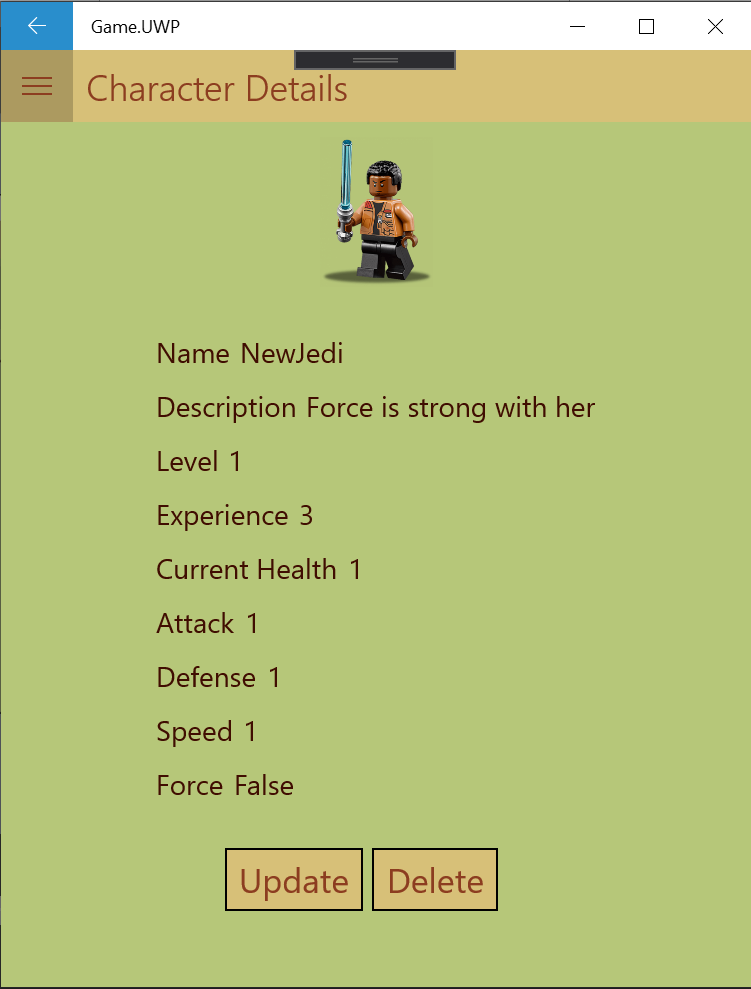 Game.UWP
Character Details
Name NewJedi
Description Force is strong with her
Level 1
Experience 3
Current Health 1
Attack 1
Defense 1
Speed 1
Force False
Update Delete